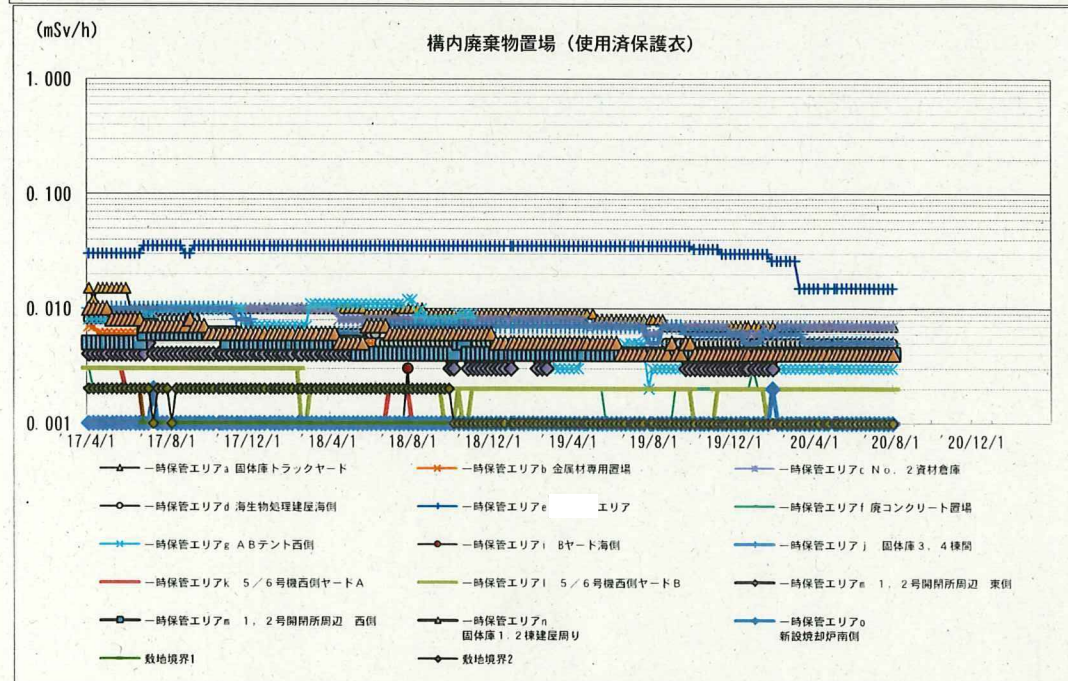 (mSv/h)
構内廃棄物置場（使用済保護衣）
1.000
0.100
0.010
0.001
17/4/1 17/8/1 17/12/1 18/4/1 18/8/1 18/12/1 19/4/1 19/8/1 19/12/1 20/4/1 20/8/1 20/12/1
一時保管エリアa 固体庫トラックヤード
一時保管エリアb 金属材専用置場
一時保管エリアc No．2資材倉庫
一時保管エリアd 海生物処理建屋海側
一時保管エリアe エリア
一時保管エリアf 廃コンクリート置場
一時保管エリアg ABテント西側
一時保管エリアi Bヤード海側
一時保管エリアj 固体庫3，4棟間
一時保管エリアk 5／6号機西側ヤードA
一時保管エリアl 5／6号機西側ヤードB
一時保管エリアm 1，2号開閉所周辺 東側
一時保管エリアm 1，2号開閉所周辺 西側
一時保管エリアn
固体庫1.2棟建屋周り
一時保管エリアo
新設焼却炉南側
敷地境界1
敷地境界2